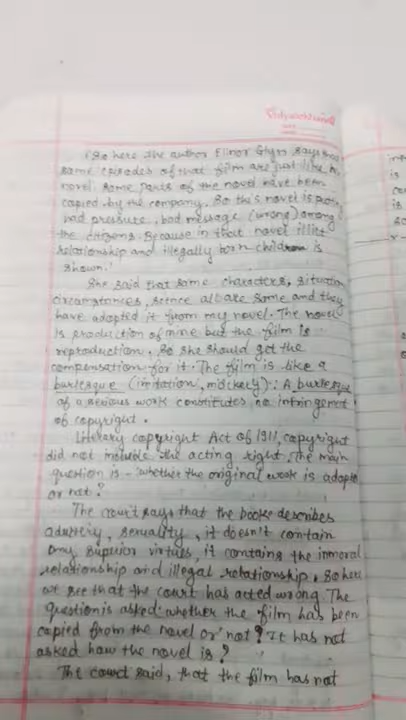 So here the author Elinor Glyn says that
some episodes of that film are just like my
novel. some parts of the novel have been
copied by the company. So this novel is
bad pressure, bad message (wrong) among
the citizens. Because in that novel illicit
relationship and illegally born children is
shown.'
She said that some characters, situation
circumstances, scence all are same and they
have adopted it from my novel. The novel
is production of mine but the film is
reproduction. So she should get the
compensation for it. The film is like a
burlesque (imitation, mockery). A burlesque
of a serious work constitutes no infringement
of copyright.
Literary copyright Act of 1911, copyright
did not include the acting right. The main
question is - whether the original work is adapted
or not?
The court says that the book describes
adultery, sexuality, it doesn't contain
any superior virtues, it contains the immoral
relationship and illegal relationship. So here
we see that the court has acted wrong. The
question is asked whether the film has been
copied from the novel or not? It has not
asked how the novel is?
The court said, that the film has not